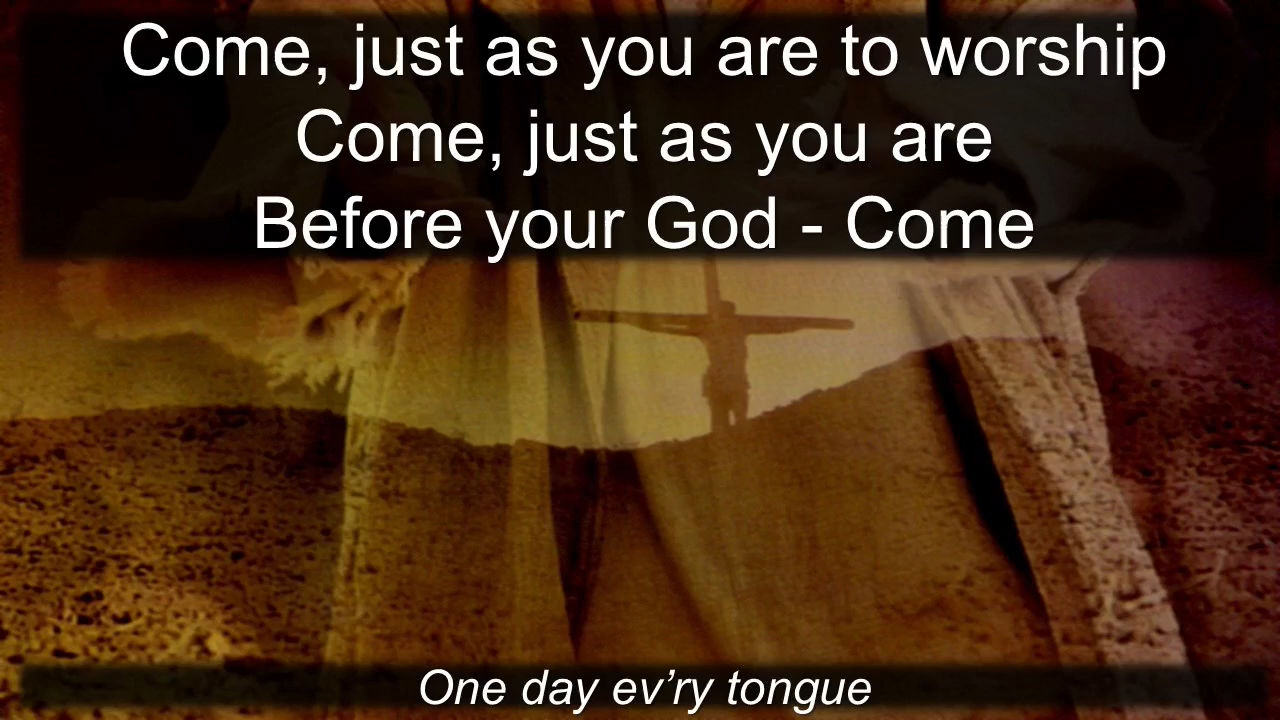 Come, just as you are to worship
Come, just as you are
Before your God - Come
One day ev’ry tongue